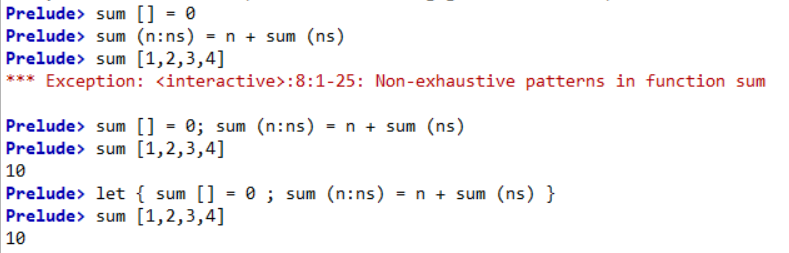 Prelude> sum [] = 0
Prelude> sum (n:ns) = n + sum (ns)
Prelude> sum [1,2,3,4]
*** Exception: <interactive>:8:1-25: Non-exhaustive patterns in function sum
Prelude> sum [] = 0; sum (n:ns) = n + sum (ns)
Prelude> sum [1,2,3,4]
10
Prelude> let { sum [] = 0 ; sum (n:ns) = n + sum (ns) }
Prelude> sum [1,2,3,4]
10